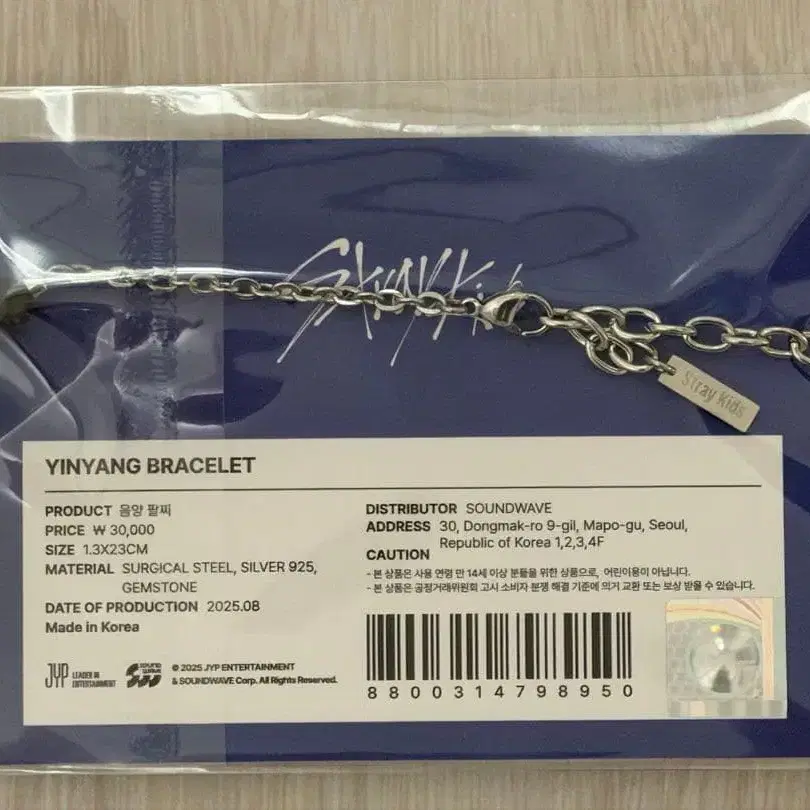 Stray Kids
Stray Kids
YINYANG BRACELET
PRODUCT 음양 팔찌
PRICE ₩ 30,000
SIZE 1.3X23CM
MATERIAL SURGICAL STEEL, SILVER 925,
GEMSTONE
DATE OF PRODUCTION 2025.08
Made in Korea
DISTRIBUTOR SOUNDWAVE
ADDRESS 30, Dongmak-ro 9-gil, Mapo-gu, Seoul,
Republic of Korea 1,2,3,4F
CAUTION
- 본 상품은 사용 연령 만 14세 이상 분들을 위한 상품으로, 어린이용이 아닙니다.
- 본 상품은 공정거래위원회 고시 소비자 분쟁 해결 기준에 의거 교환 또는 보상 받을 수 있습니다.
JYP LEADER IN
ENTERTAINMENT
SOUND
WAVE
© 2025 JYP ENTERTAINMENT
& SOUNDWAVE Corp. All Rights Reserved.
8800314798950